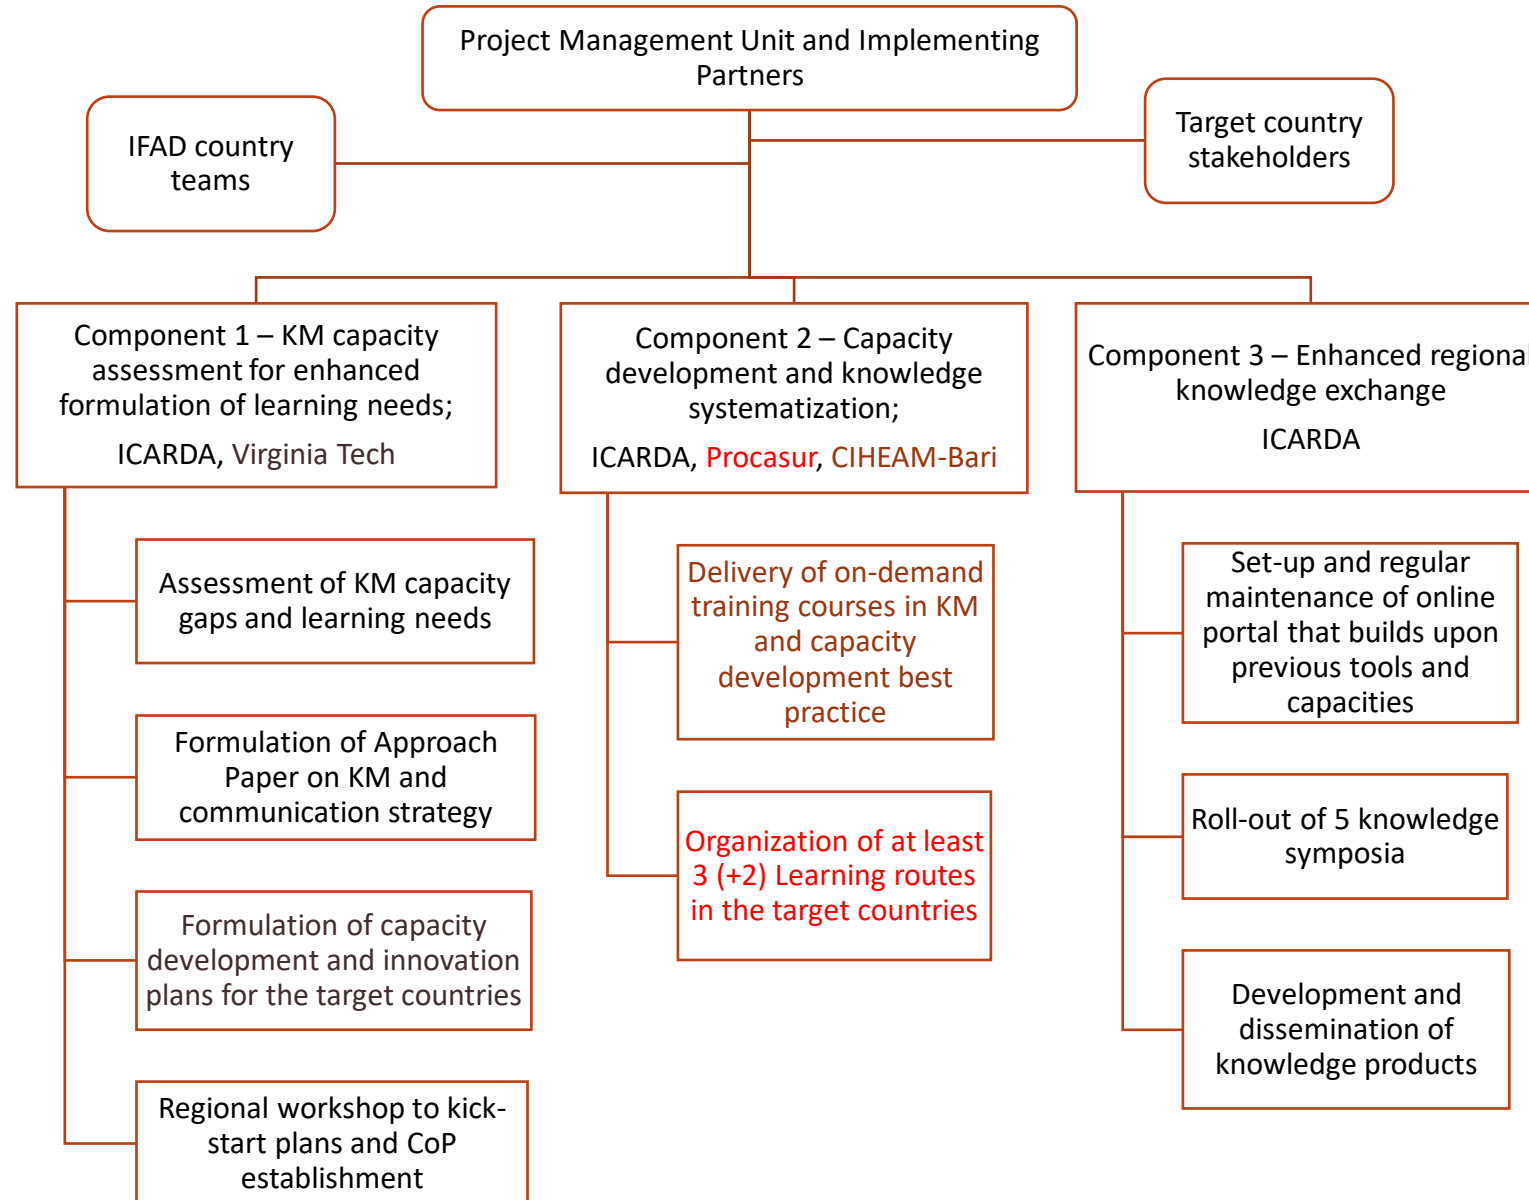 Project Management Unit and Implementing
Partners
IFAD country
teams
Target country
stakeholders
Component 1 – KM capacity
assessment for enhanced
formulation of learning needs;
ICARDA, Virginia Tech
Assessment of KM capacity
gaps and learning needs
Formulation of Approach
Paper on KM and
communication strategy
Formulation of capacity
development and innovation
plans for the target countries
Regional workshop to kick-
start plans and CoP
establishment
Component 2 – Capacity
development and knowledge
systematization;
ICARDA, Procasur, CIHEAM-Bari
Delivery of on-demand
training courses in KM
and capacity
development best
practice
Organization of at least
3 (+2) Learning routes
in the target countries
Component 3 – Enhanced regional
knowledge exchange
ICARDA
Set-up and regular
maintenance of online
portal that builds upon
previous tools and
capacities
Roll-out of 5 knowledge
symposia
Development and
dissemination of
knowledge products